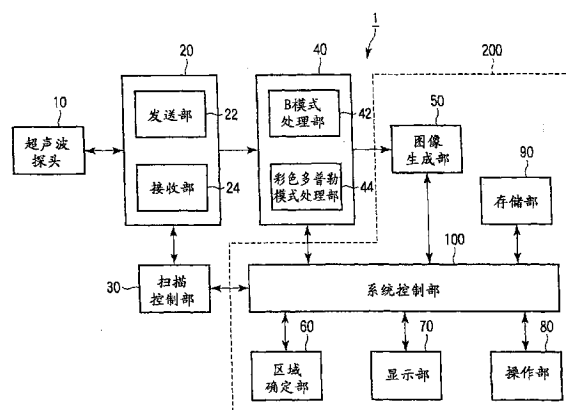 1
20
40
200
10
发送部
22
B模式
处理部
42
50
超声波
探头
图像
生成部
90
接收部
24
彩色多普勒
模式处理部
44
存储部
100
30
扫描
控制部
系统控制部
60
70
80
区域
确定部
显示部
操作部